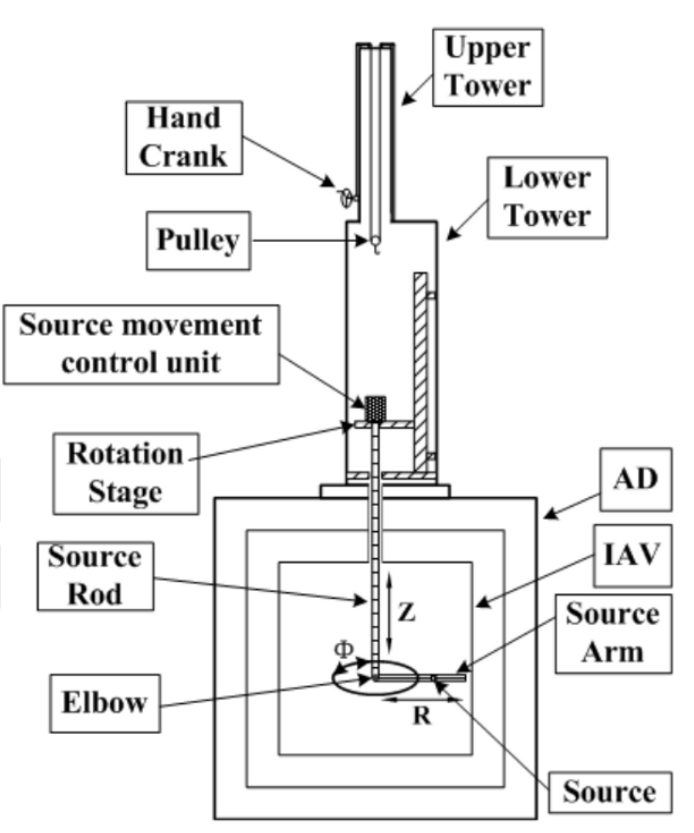 Upper
Tower
Hand
Crank
Lower
Tower
Pulley
Source movement
control unit
Rotation
Stage
AD
IAV
Source
Rod
Z
Source
Arm
Φ
Elbow
R
Source